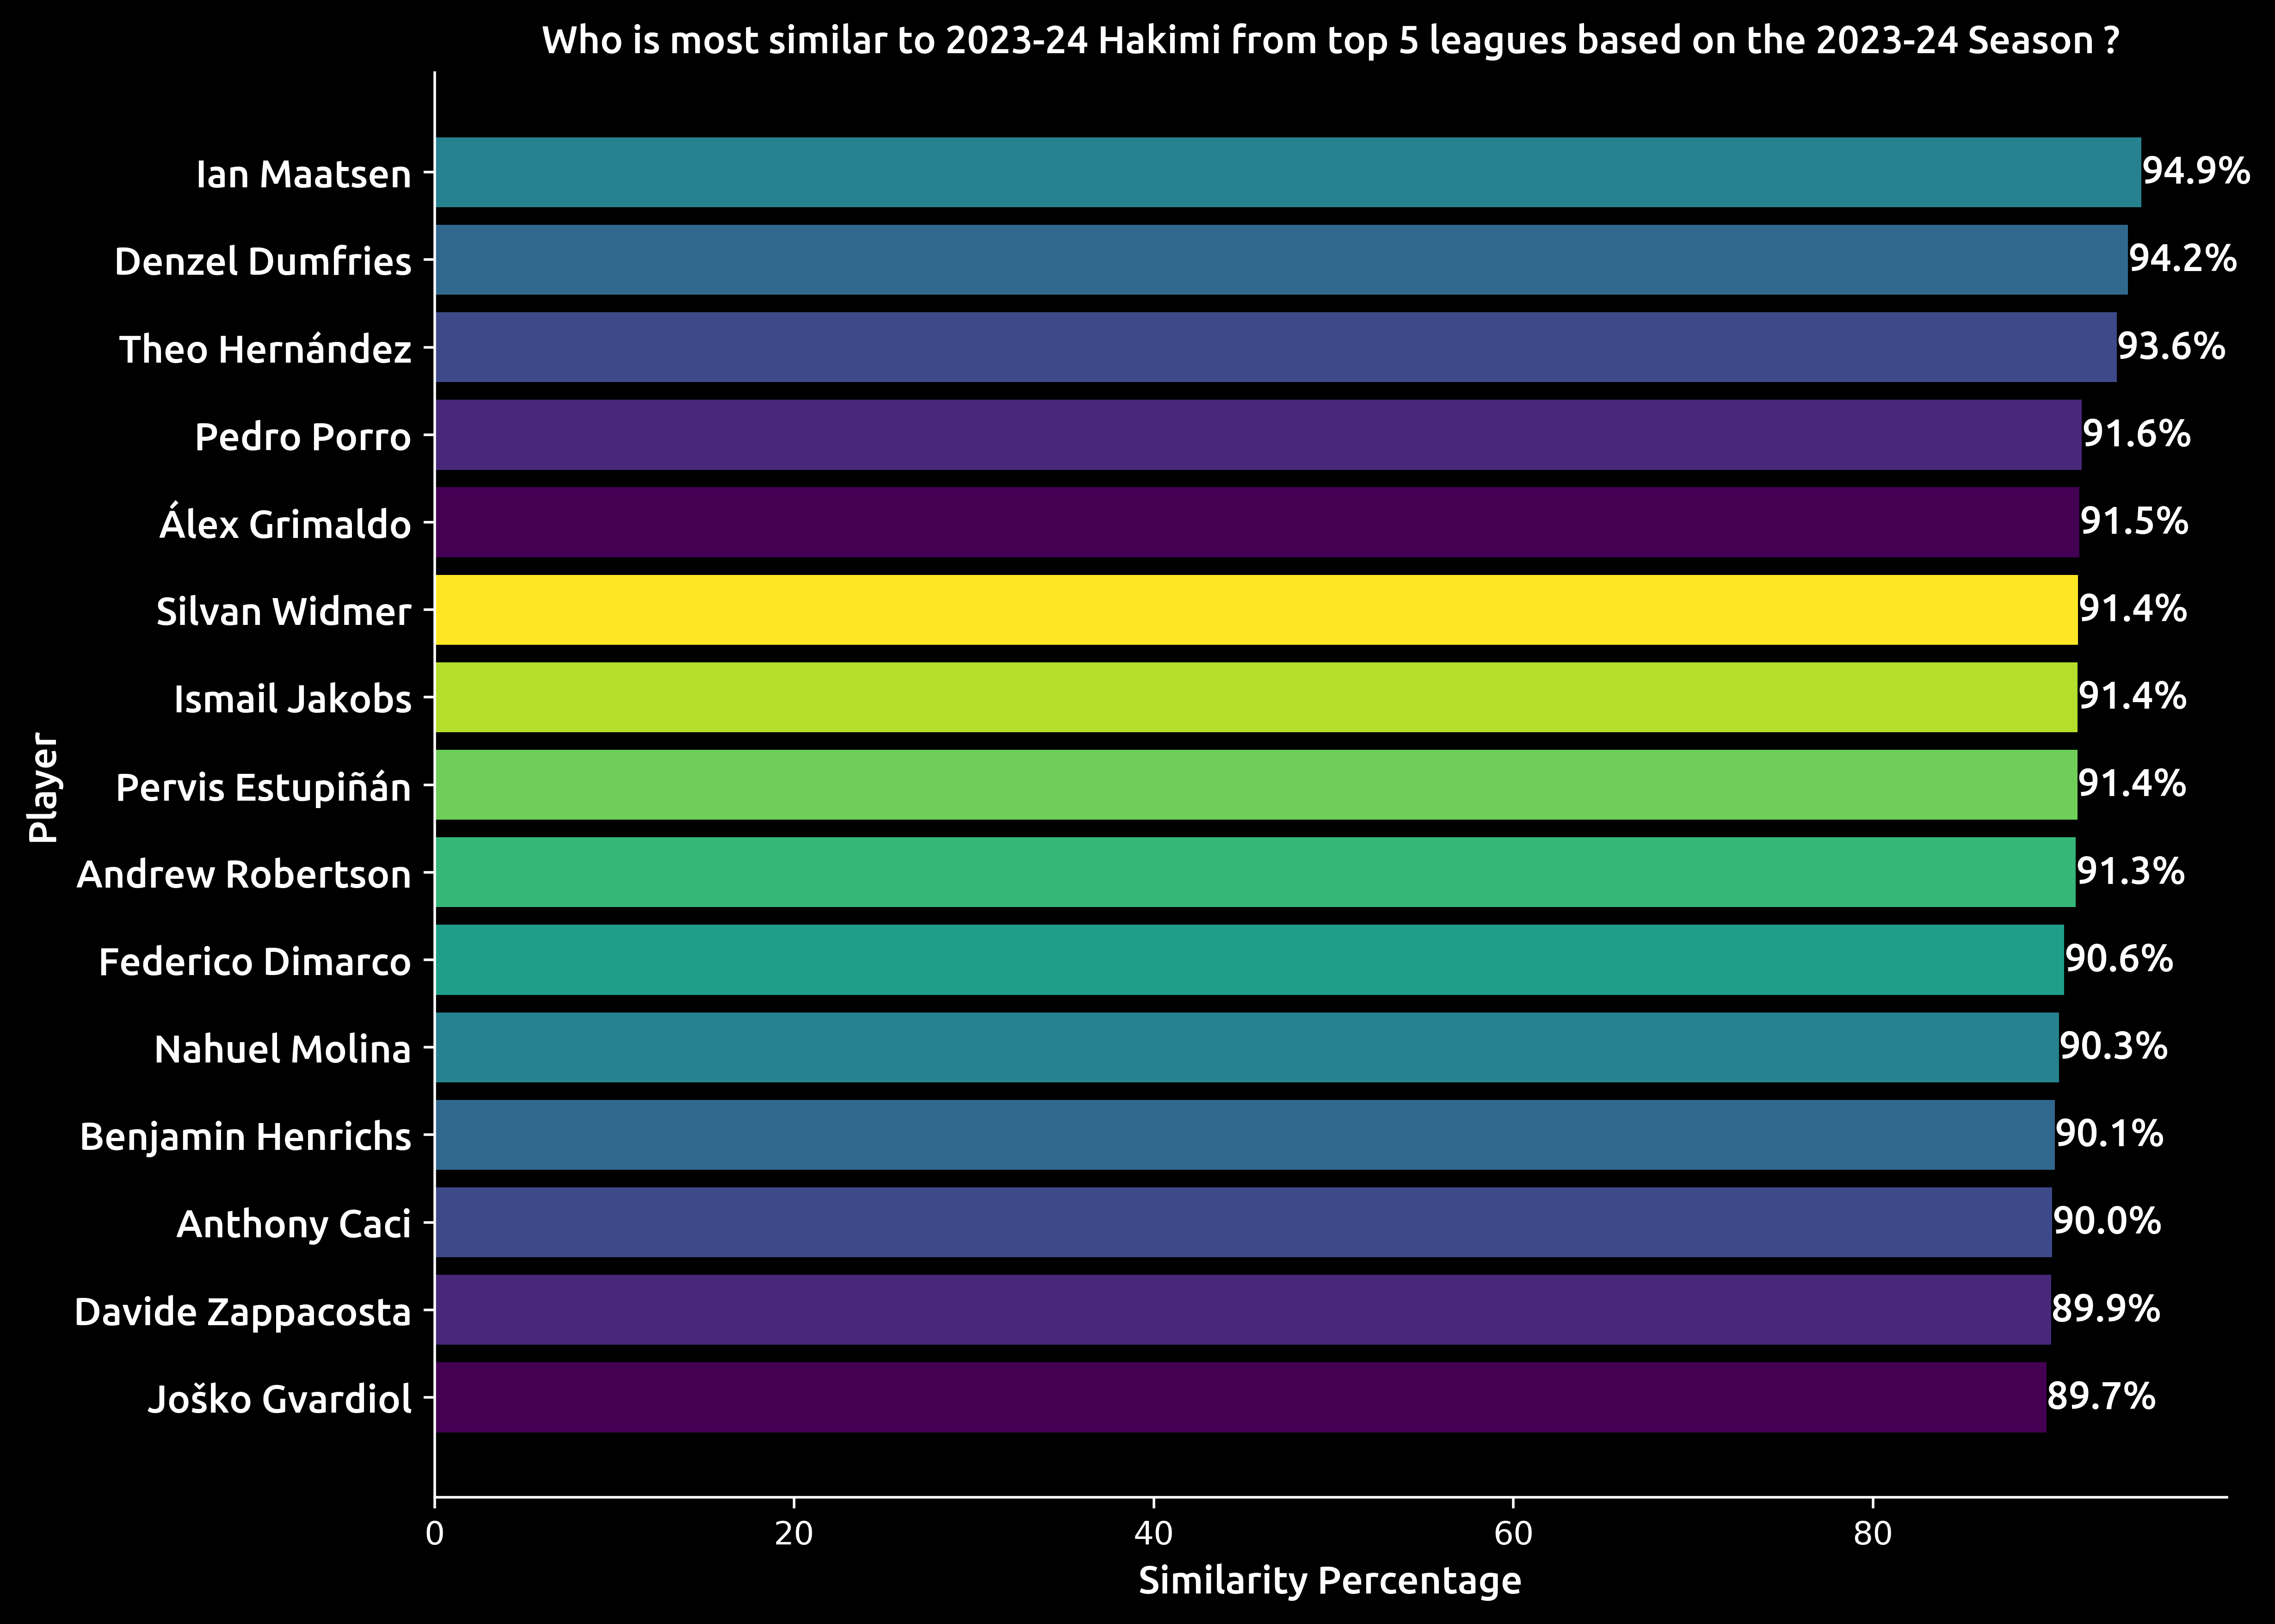 Who is most similar to 2023-24 Hakimi from top 5 leagues based on the 2023-24 Season ?
Ian Maatsen 94.9%
Denzel Dumfries 94.2%
Theo Hernández 93.6%
Pedro Porro 91.6%
Álex Grimaldo 91.5%
Silvan Widmer 91.4%
Ismail Jakobs 91.4%
Pervis Estupiñán 91.4%
Andrew Robertson 91.3%
Federico Dimarco 90.6%
Nahuel Molina 90.3%
Benjamin Henrichs 90.1%
Anthony Caci 90.0%
Davide Zappacosta 89.9%
Joško Gvardiol 89.7%
Player
0 20 40 60 80
Similarity Percentage